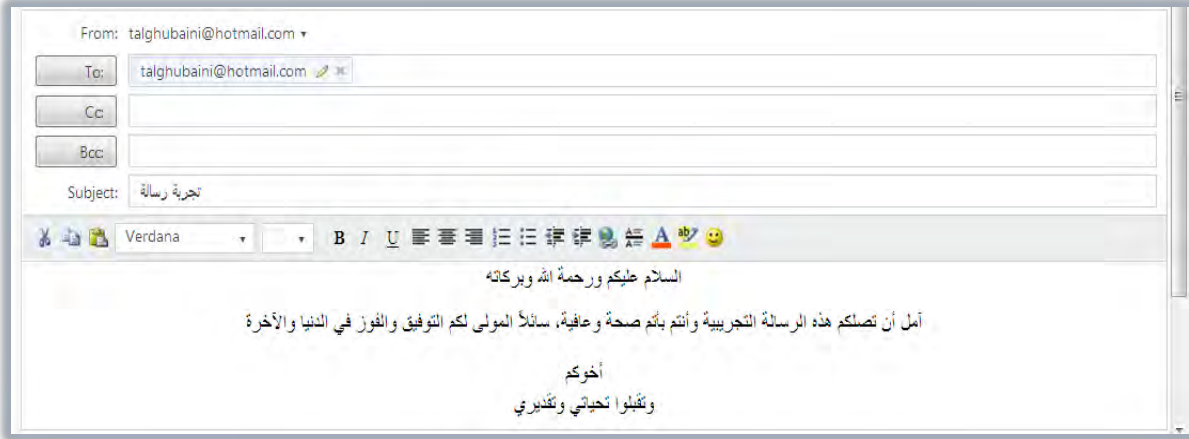 From: talghubaini@hotmail.com
To: talghubaini@hotmail.com
Cc:
Bcc:
Subject: تجربة رسالة
Verdana B I U A ab
السلام عليكم ورحمة الله وبركاته
آمل أن تصلكم هذه الرسالة التجريبية وأنتم بأتم صحة وعافية، سائلاً المولى لكم التوفيق والفوز في الدنيا والآخرة
أخوكم
وتقبلوا تحياتي وتقديري